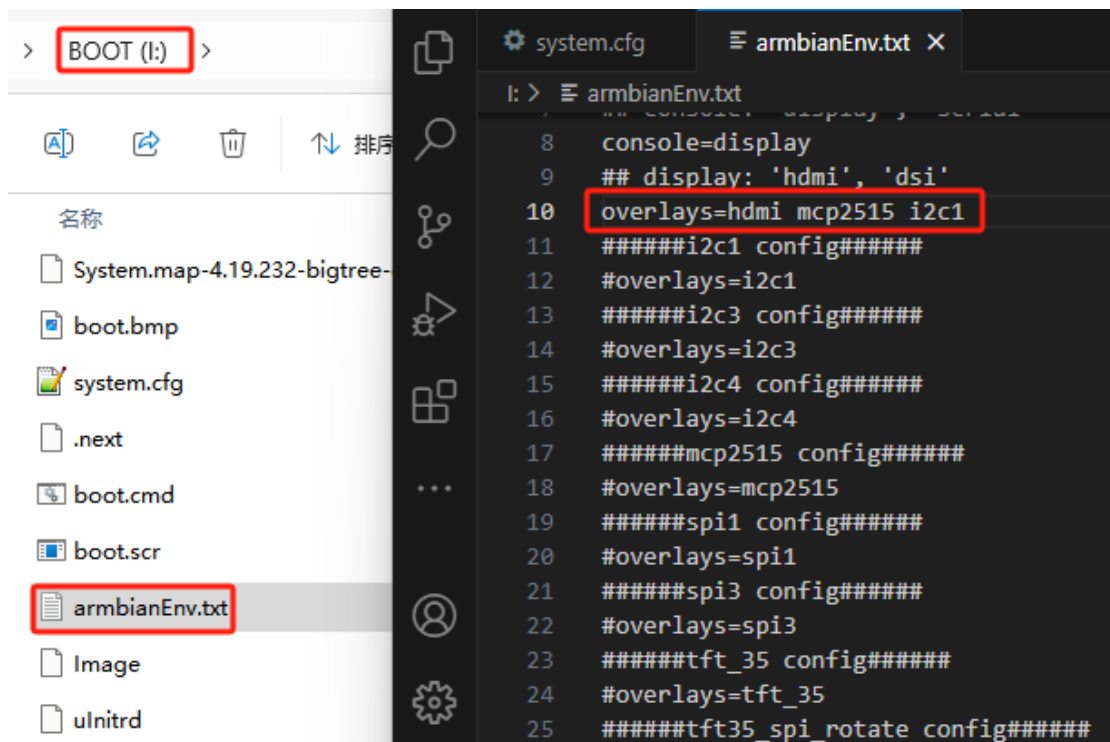 > BOOT (I:) >
排序
名称
System.map-4.19.232-bigtree-
boot.bmp
system.cfg
.next
boot.cmd
boot.scr
armbianEnv.txt
Image
uInitrd
system.cfg
armbianEnv.txt ×
I: > armbianEnv.txt
7 ## console: 'display', 'serial'
8 console=display
9 ## display: 'hdmi', 'dsi'
10 overlays=hdmi mcp2515 i2c1
11 ######i2c1 config######
12 #overlays=i2c1
13 ######i2c3 config######
14 #overlays=i2c3
15 ######i2c4 config######
16 #overlays=i2c4
17 ######mcp2515 config######
18 #overlays=mcp2515
19 ######spi1 config######
20 #overlays=spi1
21 ######spi3 config######
22 #overlays=spi3
23 ######tft_35 config######
24 #overlays=tft_35
25 ######tft35_spi_rotate config######